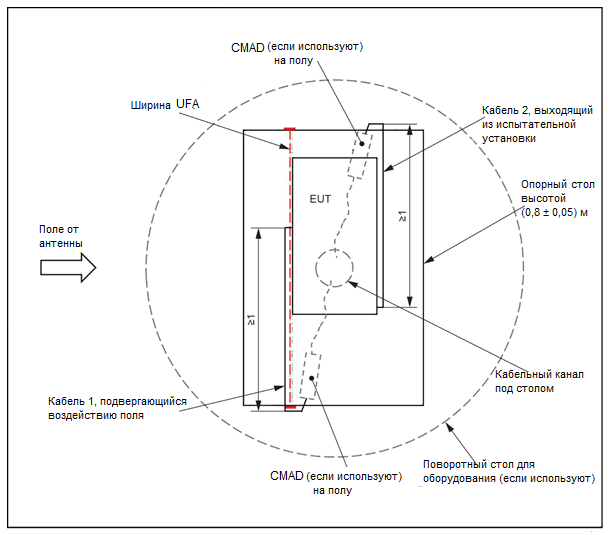 CMAD (если используют)
на полу
Ширина UFA
Кабель 2, выходящий
из испытательной
установки
EUT
Опорный стол
высотой
(0,8 ± 0,05) м
≥1
Поле от
антенны
≥1
Кабельный канал
под столом
Кабель 1, подвергающийся
воздействию поля
CMAD (если используют)
на полу
Поворотный стол для
оборудования (если используют)